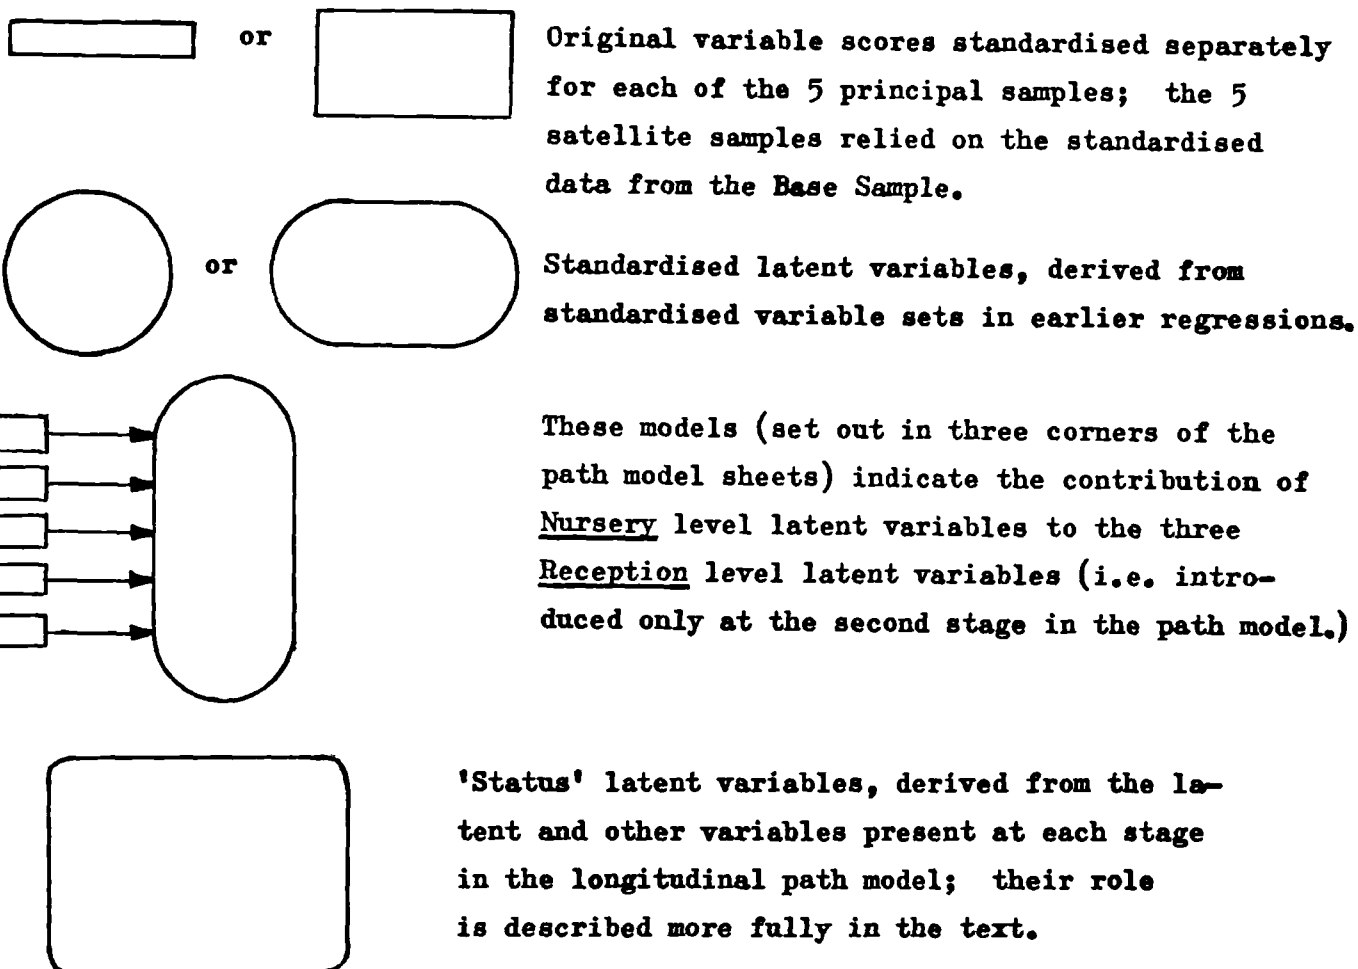 or
Original variable scores standardised separately
for each of the 5 principal samples; the 5
satellite samples relied on the standardised
data from the Base Sample.
or
Standardised latent variables, derived from
standardised variable sets in earlier regressions.
These models (set out in three corners of the
path model sheets) indicate the contribution of
Nursery level latent variables to the three
Reception level latent variables (i.e. intro-
duced only at the second stage in the path model.)
'Status' latent variables, derived from the la-
tent and other variables present at each stage
in the longitudinal path model; their role
is described more fully in the text.